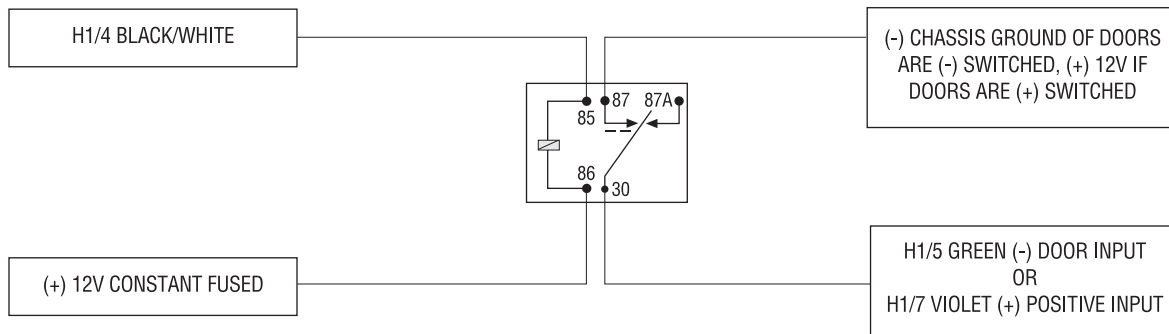 H1/4 BLACK/WHITE
(-) CHASSIS GROUND OF DOORS
ARE (-) SWITCHED, (+) 12V IF
DOORS ARE (+) SWITCHED
87
87A
85
86
30
(+) 12V CONSTANT FUSED
H1/5 GREEN (-) DOOR INPUT
OR
H1/7 VIOLET (+) POSITIVE INPUT